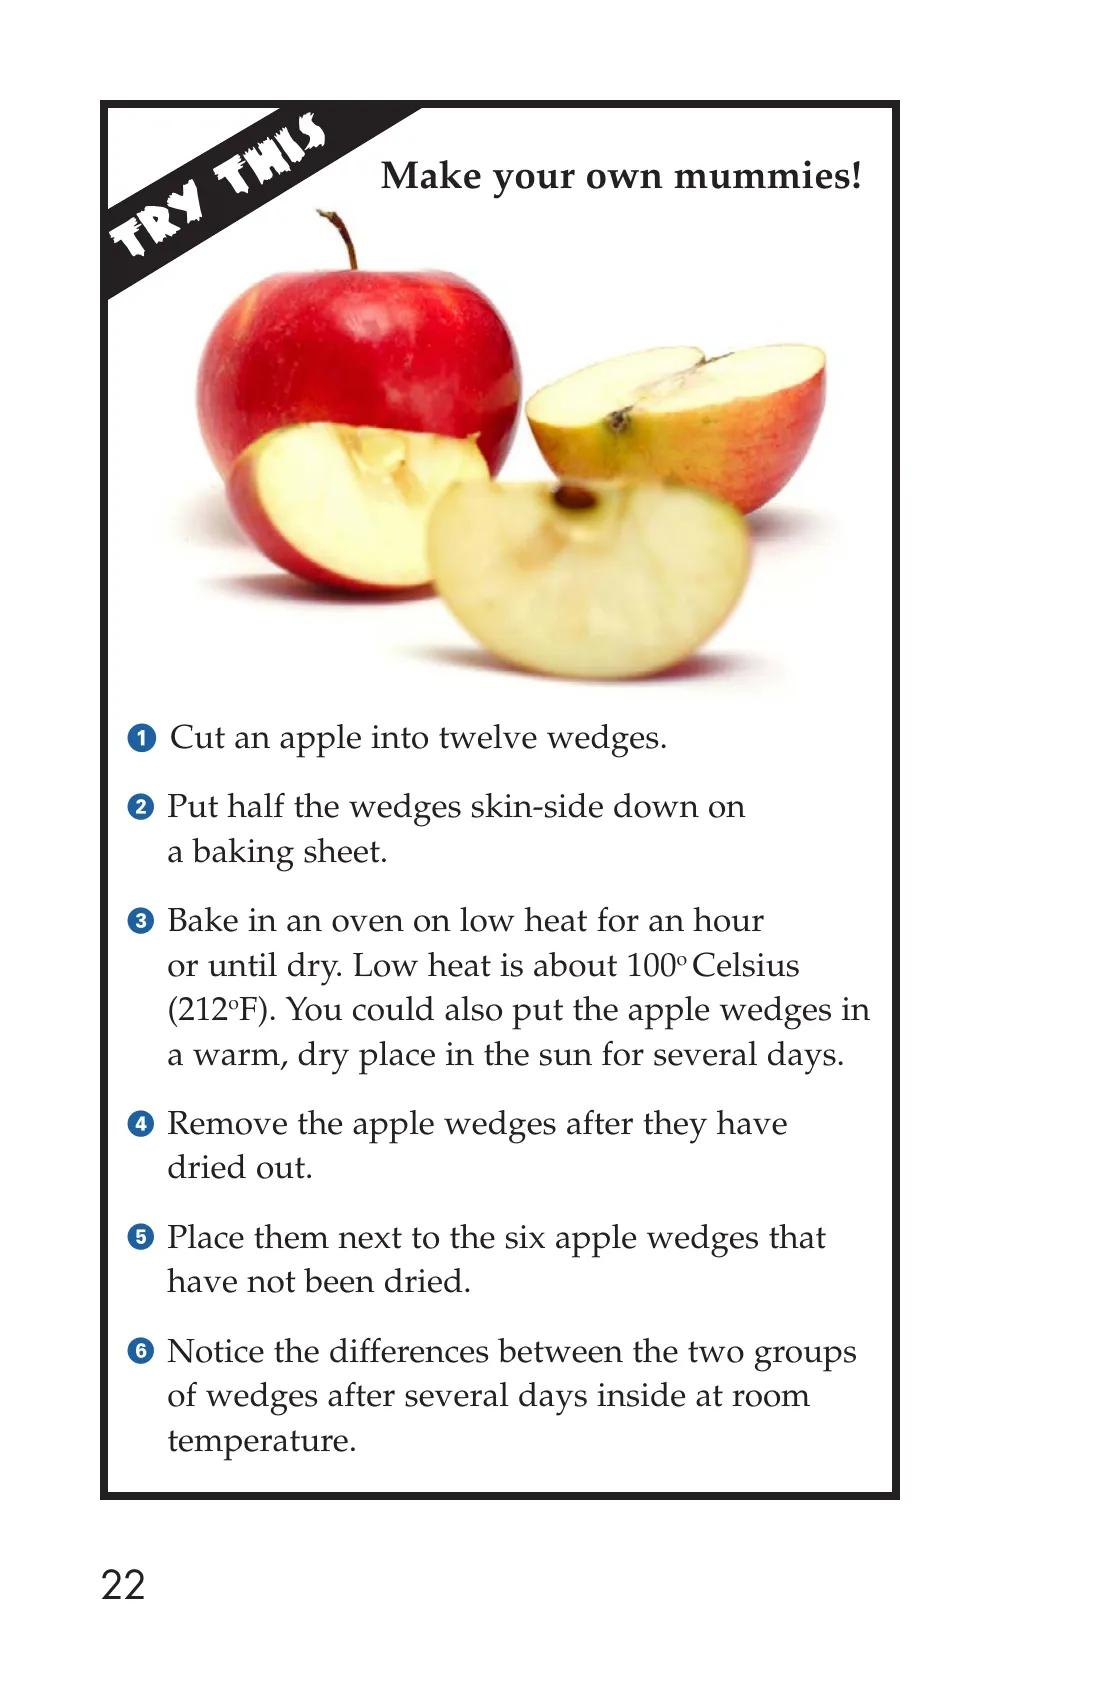 TRY THIS
Make your own mummies!
1 Cut an apple into twelve wedges.
2 Put half the wedges skin-side down on
a baking sheet.
3 Bake in an oven on low heat for an hour
or until dry. Low heat is about 100º Celsius
(212ºF). You could also put the apple wedges in
a warm, dry place in the sun for several days.
4 Remove the apple wedges after they have
dried out.
5 Place them next to the six apple wedges that
have not been dried.
6 Notice the differences between the two groups
of wedges after several days inside at room
temperature.
22